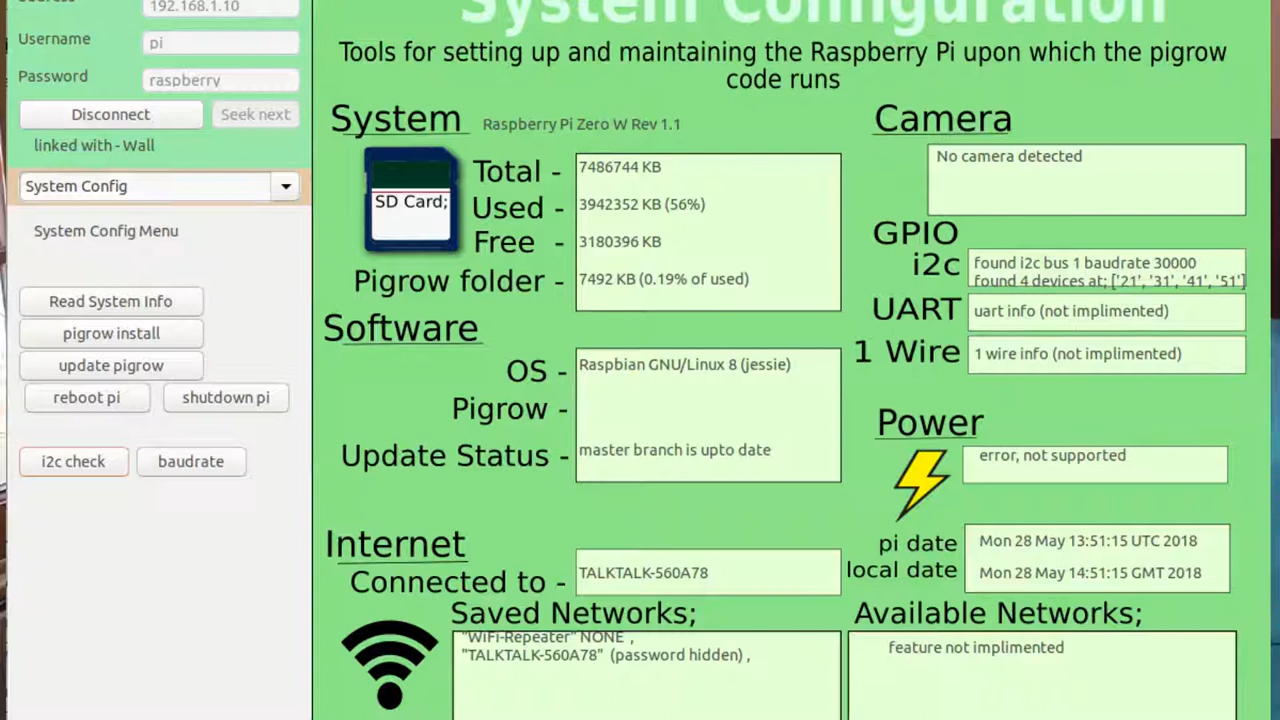 Address
192.168.1.10
Username
pi
Password
raspberry
Disconnect
Seek next
linked with - Wall
System Config
System Config Menu
Read System Info
pigrow install
update pigrow
reboot pi
shutdown pi
i2c check
baudrate
System Configuration
Tools for setting up and maintaining the Raspberry Pi upon which the pigrow
code runs
System
Raspberry Pi Zero W Rev 1.1
SD Card;
Total - 7486744 KB
Used - 3942352 KB (56%)
Free - 3180396 KB
Pigrow folder - 7492 KB (0.19% of used)
Software
OS - Raspbian GNU/Linux 8 (jessie)
Pigrow -
Update Status - master branch is upto date
Internet
Connected to - TALKTALK-560A78
Saved Networks;
"WiFi-Repeater" NONE ,
"TALKTALK-560A78" (password hidden) ,
Camera
No camera detected
GPIO
i2c
found i2c bus 1 baudrate 30000
found 4 devices at; ['21', '31', '41', '51']
UART uart info (not implimented)
1 Wire 1 wire info (not implimented)
Power
error, not supported
pi date Mon 28 May 13:51:15 UTC 2018
local date Mon 28 May 14:51:15 GMT 2018
Available Networks;
feature not implimented